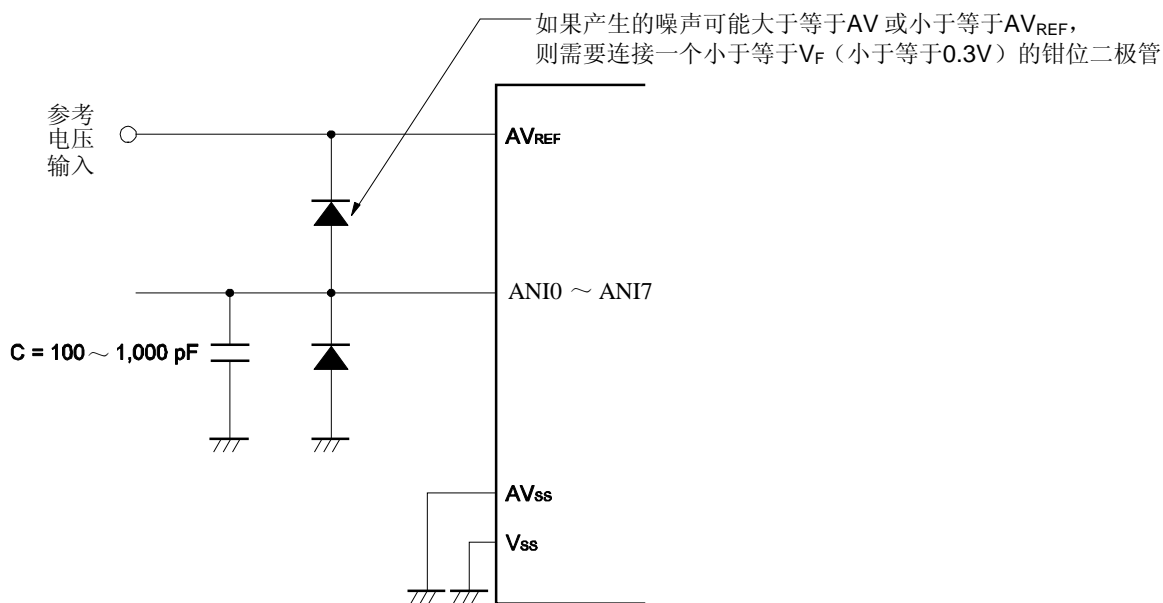 如果产生的噪声可能大于等于AV 或小于等于AVREF，
则需要连接一个小于等于VF（小于等于0.3V）的钳位二极管
参考
电压
输入
AVREF
ANI0 ～ ANI7
C = 100～ 1,000 pF
AVss
Vss